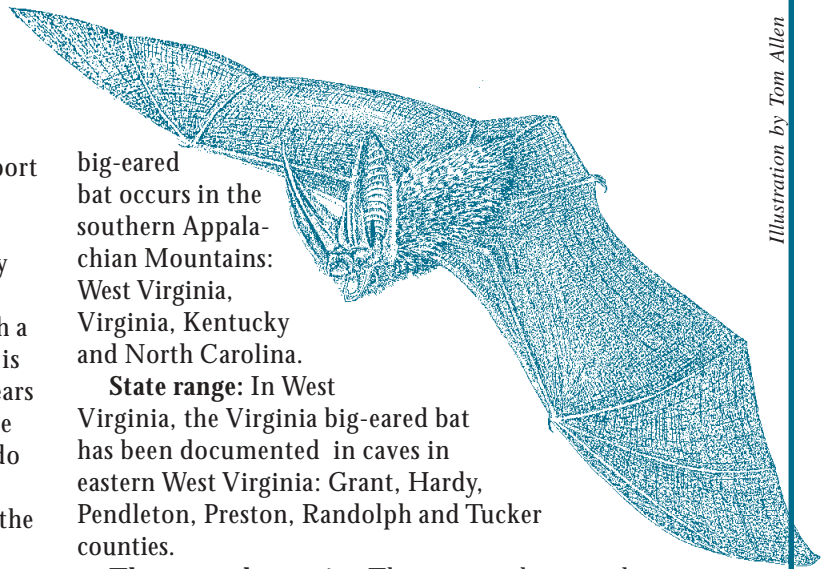 big-eared
bat occurs in the
southern Appala-
chian Mountains:
West Virginia,
Virginia, Kentucky
and North Carolina.
State range: In West
Virginia, the Virginia big-eared bat
has been documented in caves in
eastern West Virginia: Grant, Hardy,
Pendleton, Preston, Randolph and Tucker
counties.
Illustration by Tom Allen